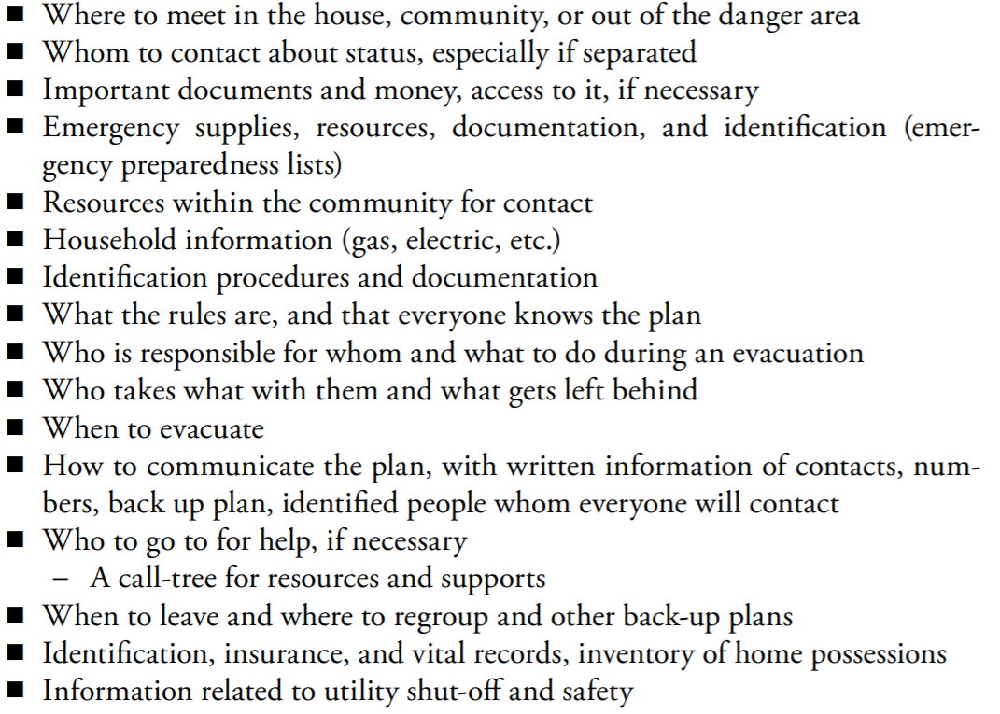 ■ Where to meet in the house, community, or out of the danger area
■ Whom to contact about status, especially if separated
■ Important documents and money, access to it, if necessary
■ Emergency supplies, resources, documentation, and identification (emer-
gency preparedness lists)
■ Resources within the community for contact
■ Household information (gas, electric, etc.)
■ Identification procedures and documentation
■ What the rules are, and that everyone knows the plan
■ Who is responsible for whom and what to do during an evacuation
■ Who takes what with them and what gets left behind
■ When to evacuate
■ How to communicate the plan, with written information of contacts, num-
bers, back up plan, identified people whom everyone will contact
■ Who to go to for help, if necessary
– A call-tree for resources and supports
■ When to leave and where to regroup and other back-up plans
■ Identification, insurance, and vital records, inventory of home possessions
■ Information related to utility shut-off and safety